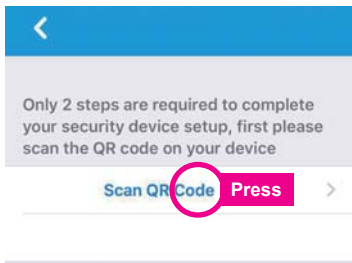 Only 2 steps are required to complete
your security device setup, first please
scan the QR code on your device
Scan QR Code Press